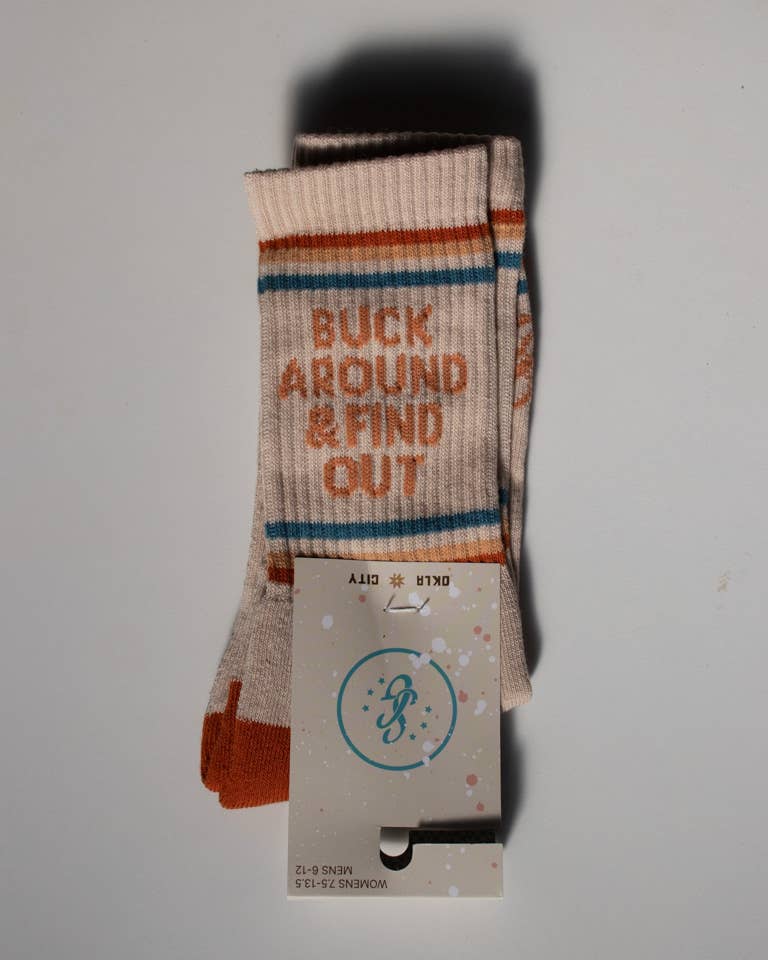 BUCK
AROUND
& FIND
OUT
OKLA CITY
WOMENS 7.5-13.5
MENS 6-12